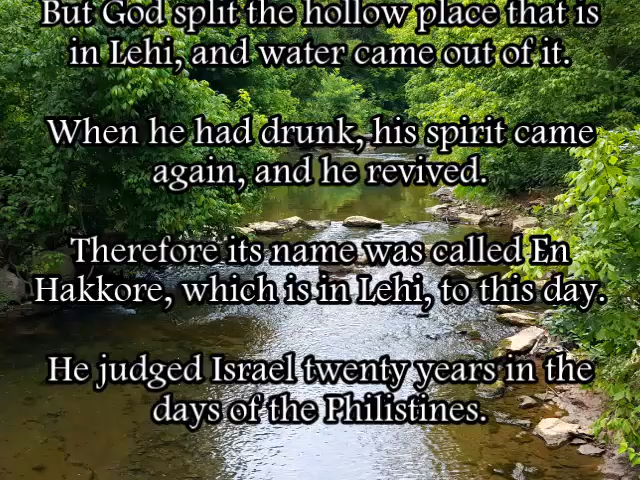 But God split the hollow place that is
in Lehi, and water came out of it.
When he had drunk, his spirit came
again, and he revived.
Therefore its name was called En
Hakkore, which is in Lehi, to this day.
He judged Israel twenty years in the
days of the Philistines.